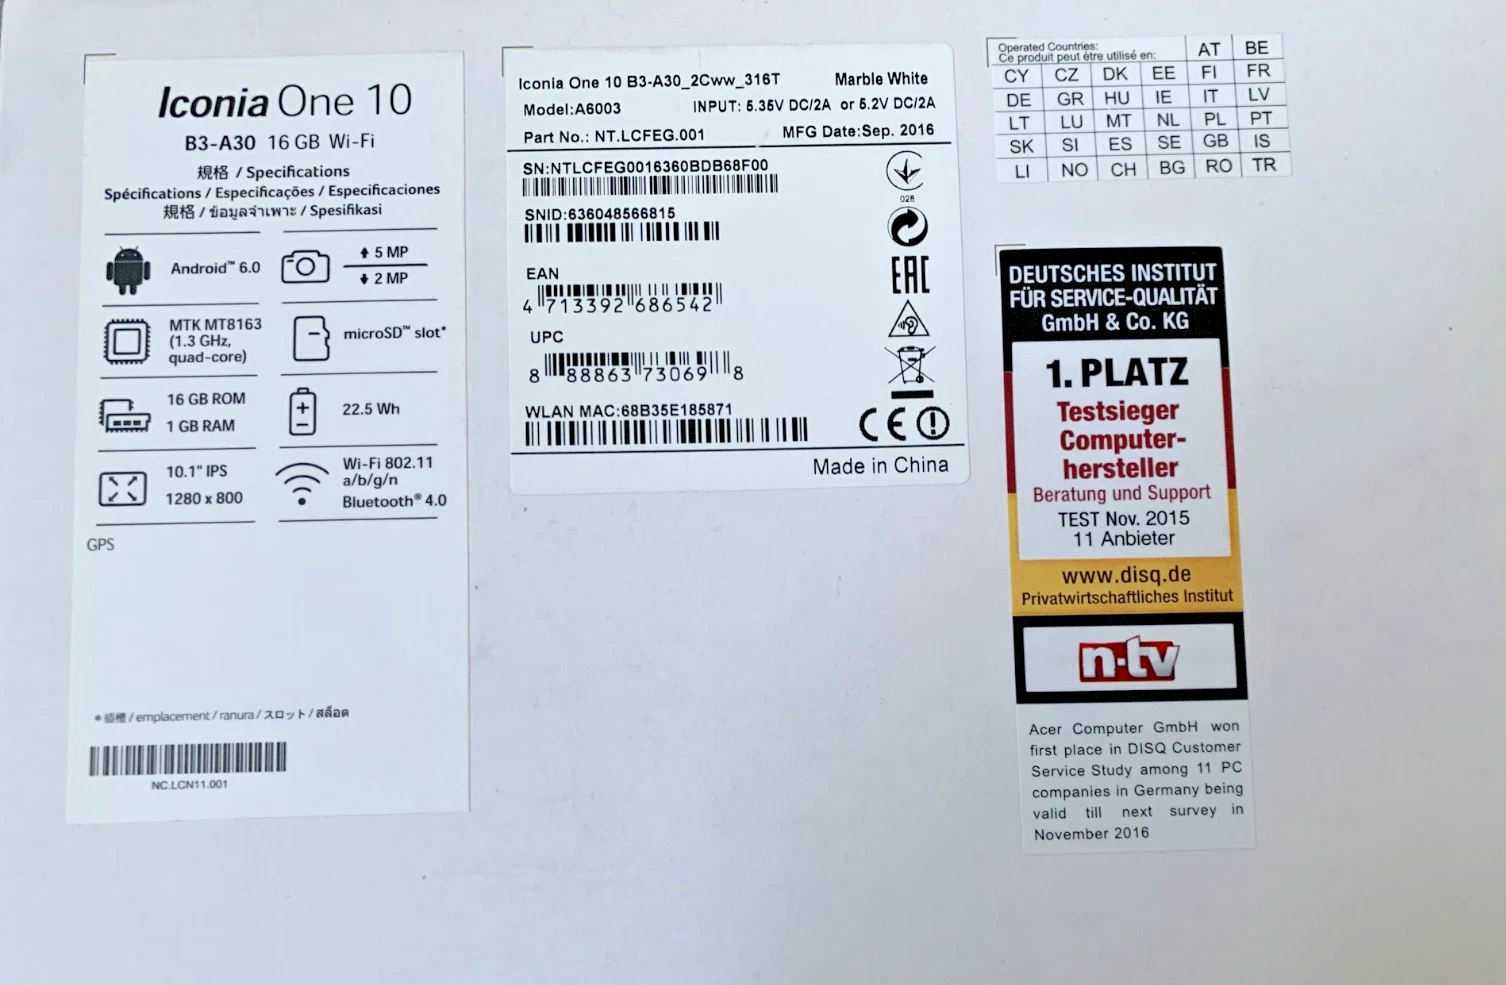 Iconia One 10
B3-A30 16 GB Wi-Fi
規格 / Specifications
Spécifications / Especificações / Especificaciones
規格 / ข้อมูลจำเพาะ / Spesifikasi
Android™ 6.0
5 MP
2 MP
MTK MT8163
(1.3 GHz,
quad-core)
microSD™ slot*
16 GB ROM
1 GB RAM
22.5 Wh
10.1" IPS
1280 x 800
Wi-Fi 802.11
a/b/g/n
Bluetooth® 4.0
GPS
* 插槽 / emplacement / ranura / スロット / สล็อต
NC.LCN11.001
Iconia One 10 B3-A30_2Cww_316T Marble White
Model:A6003 INPUT: 5.35V DC/2A or 5.2V DC/2A
Part No.: NT.LCFEG.001 MFG Date:Sep. 2016
SN:NTLCFEG0016360BDB68F00
SNID:636048566815
EAN
4 713392 686542
UPC
8 88863 73069 8
WLAN MAC:68B35E185871
028
EAC
CE
Made in China
Operated Countries:
Ce produit peut étre utilisé en:
AT BE
CY CZ DK EE FI FR
DE GR HU IE IT LV
LT LU MT NL PL PT
SK SI ES SE GB IS
LI NO CH BG RO TR
DEUTSCHES INSTITUT
FÜR SERVICE-QUALITÄT
GmbH & Co. KG
1. PLATZ
Testsieger
Computer-
hersteller
Beratung und Support
TEST Nov. 2015
11 Anbieter
www.disq.de
Privatwirtschaftliches Institut
n-tv
Acer Computer GmbH won
first place in DISQ Customer
Service Study among 11 PC
companies in Germany being
valid till next survey in
November 2016